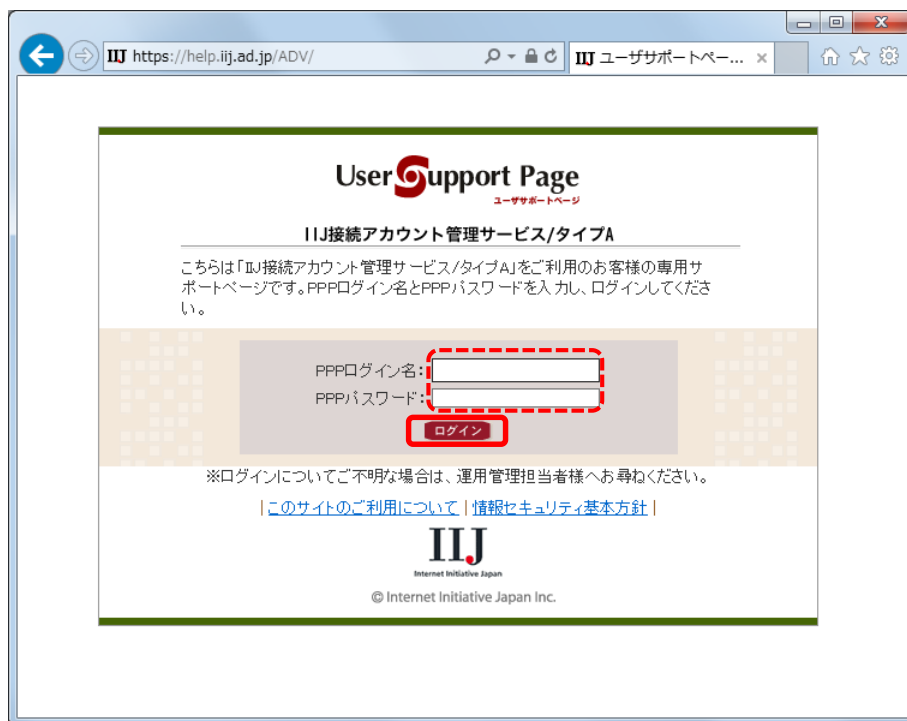 IIJ https://help.iij.ad.jp/ADV/
IIJ ユーザサポートペー...
User Support Page
ユーザサポートページ
IIJ接続アカウント管理サービス/タイプA
こちらは「IIJ接続アカウント管理サービス/タイプA」をご利用のお客様の専用サ
ポートページです。PPPログイン名とPPPパスワードを入力し、ログインしてくださ
い。
PPPログイン名:
PPPパスワード:
ログイン
※ログインについてご不明な場合は、運用管理担当者様へお尋ねください。
|このサイトのご利用について|情報セキュリティ基本方針|
IIJ
Internet Initiative Japan
© Internet Initiative Japan Inc.